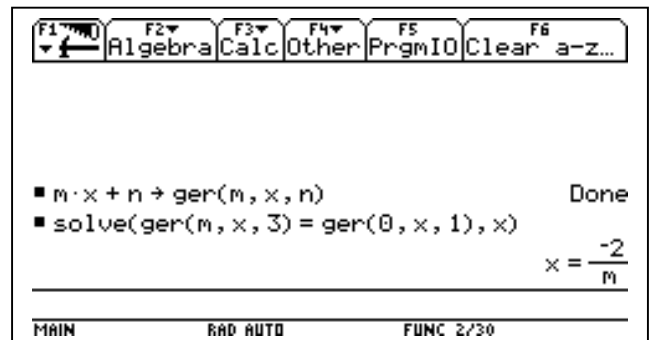 F1 F2 F3 F4 F5 F6
Algebra Calc Other PrgmIO Clear a-z…
▪ m·x + n → ger(m, x, n) Done
▪ solve(ger(m, x, 3) = ger(0, x, 1), x)
x = -2/m
MAIN RAD AUTO FUNC 2/30